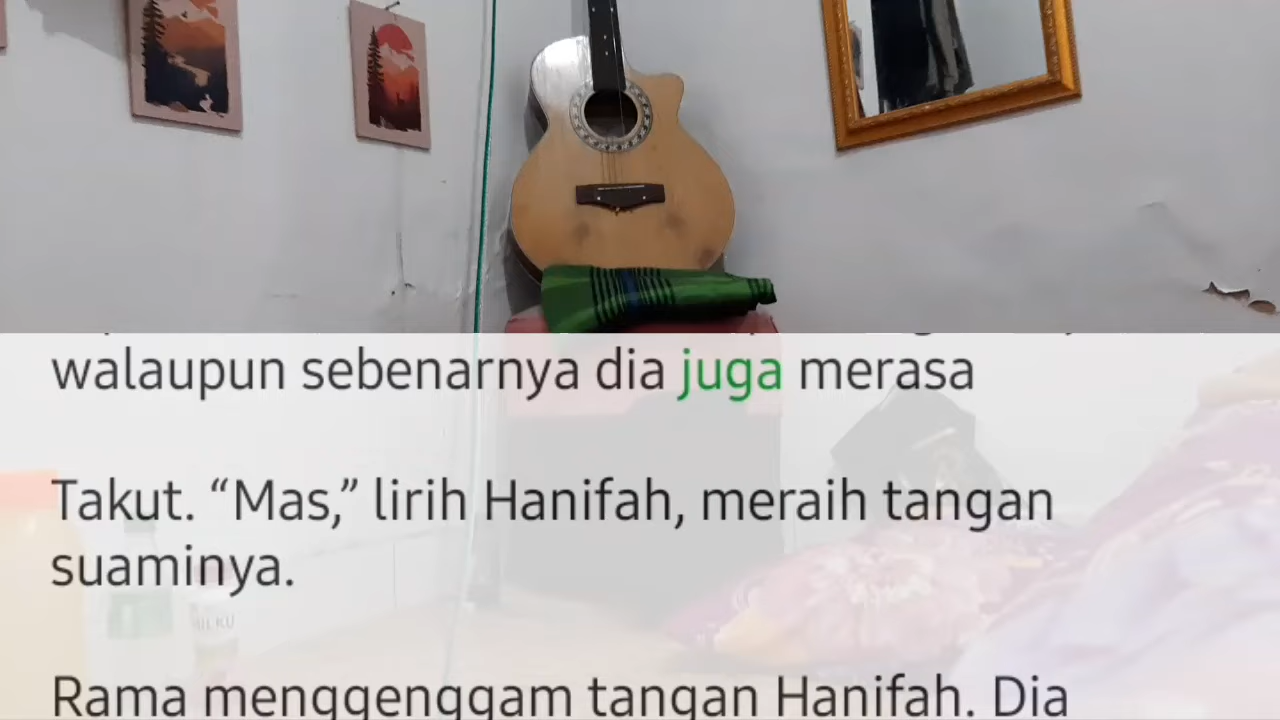 walaupun sebenarnya dia juga merasa
Takut. “Mas,” lirih Hanifah, meraih tangan
suaminya.
Rama menggenggam tangan Hanifah. Dia